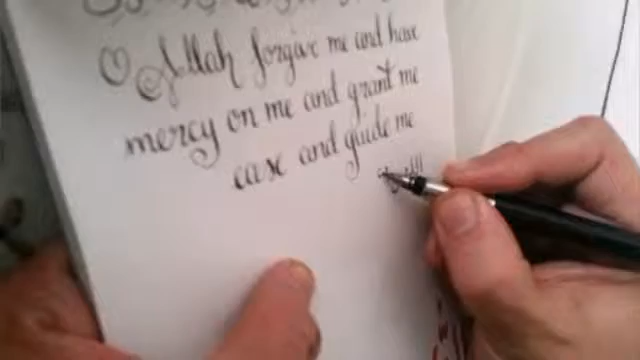 O Allah forgive me and have
mercy on me and grant me
ease and guide me